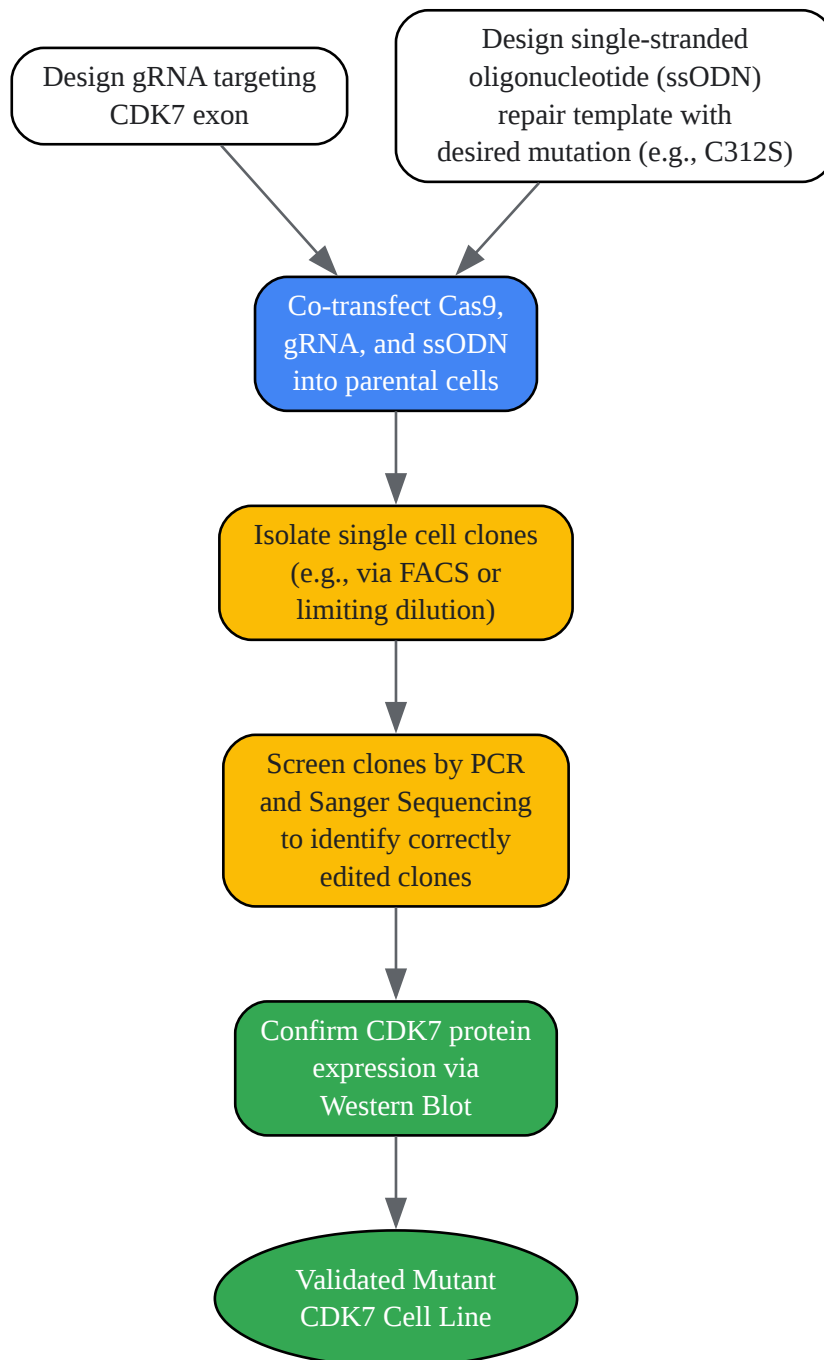 Design gRNA targeting
CDK7 exon
Design single-stranded
oligonucleotide (ssODN)
repair template with
desired mutation (e.g., C312S)
Co-transfect Cas9,
gRNA, and ssODN
into parental cells
Isolate single cell clones
(e.g., via FACS or
limiting dilution)
Screen clones by PCR
and Sanger Sequencing
to identify correctly
edited clones
Confirm CDK7 protein
expression via
Western Blot
Validated Mutant
CDK7 Cell Line